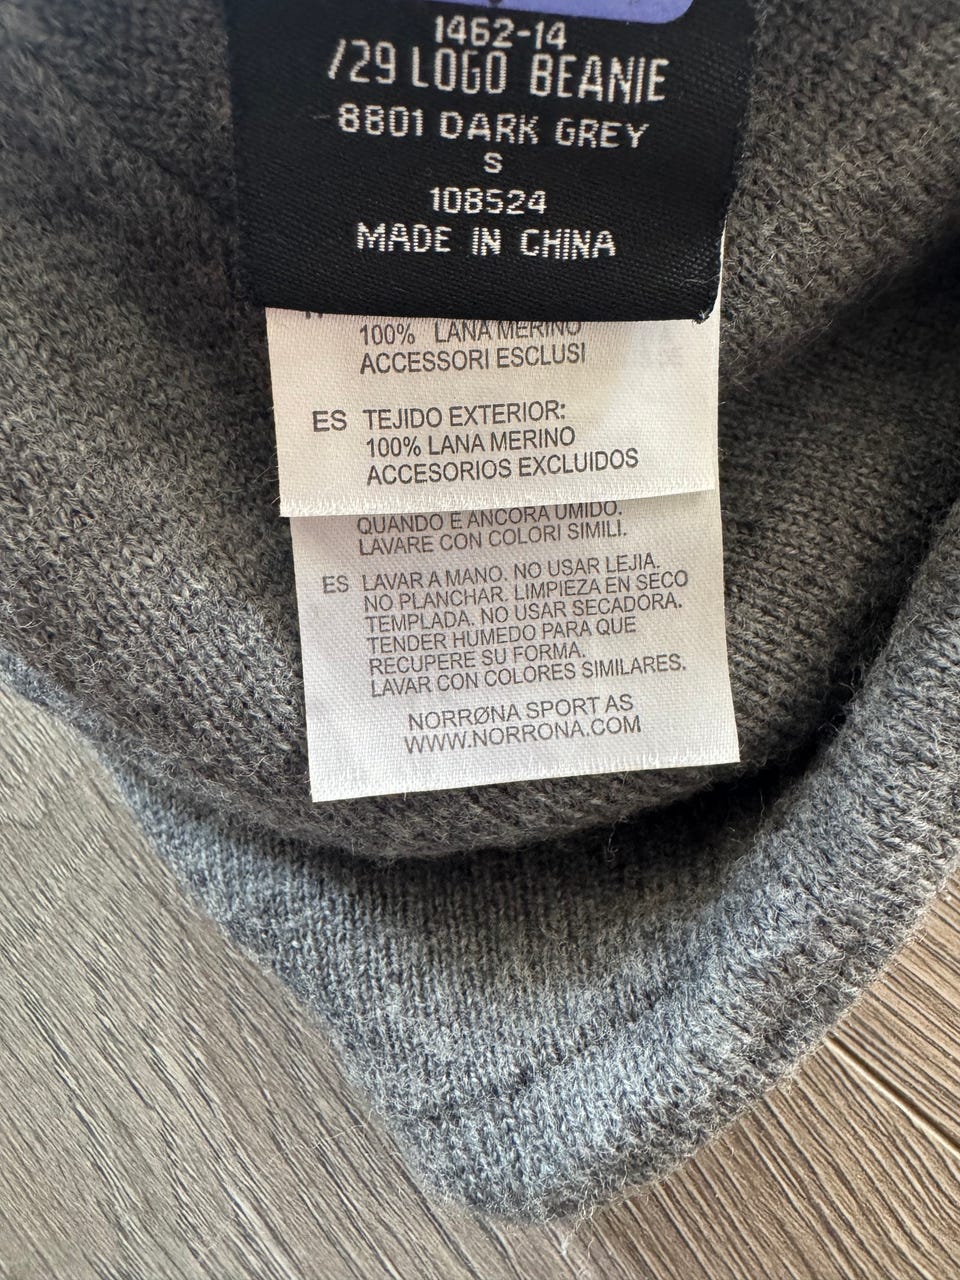 1462-14
/29 LOGO BEANIE
8801 DARK GREY
S
108524
MADE IN CHINA
100% LANA MERINO
ACCESSORI ESCLUSI
ES TEJIDO EXTERIOR:
100% LANA MERINO
ACCESORIOS EXCLUIDOS
QUANDO È ANCORA UMIDO.
LAVARE CON COLORI SIMILI.
ES LAVAR A MANO. NO USAR LEJIA.
NO PLANCHAR. LIMPIEZA EN SECO
TEMPLADA. NO USAR SECADORA.
TENDER HUMEDO PARA QUE
RECUPERE SU FORMA.
LAVAR CON COLORES SIMILARES.
NORRØNA SPORT AS
WWW.NORRONA.COM